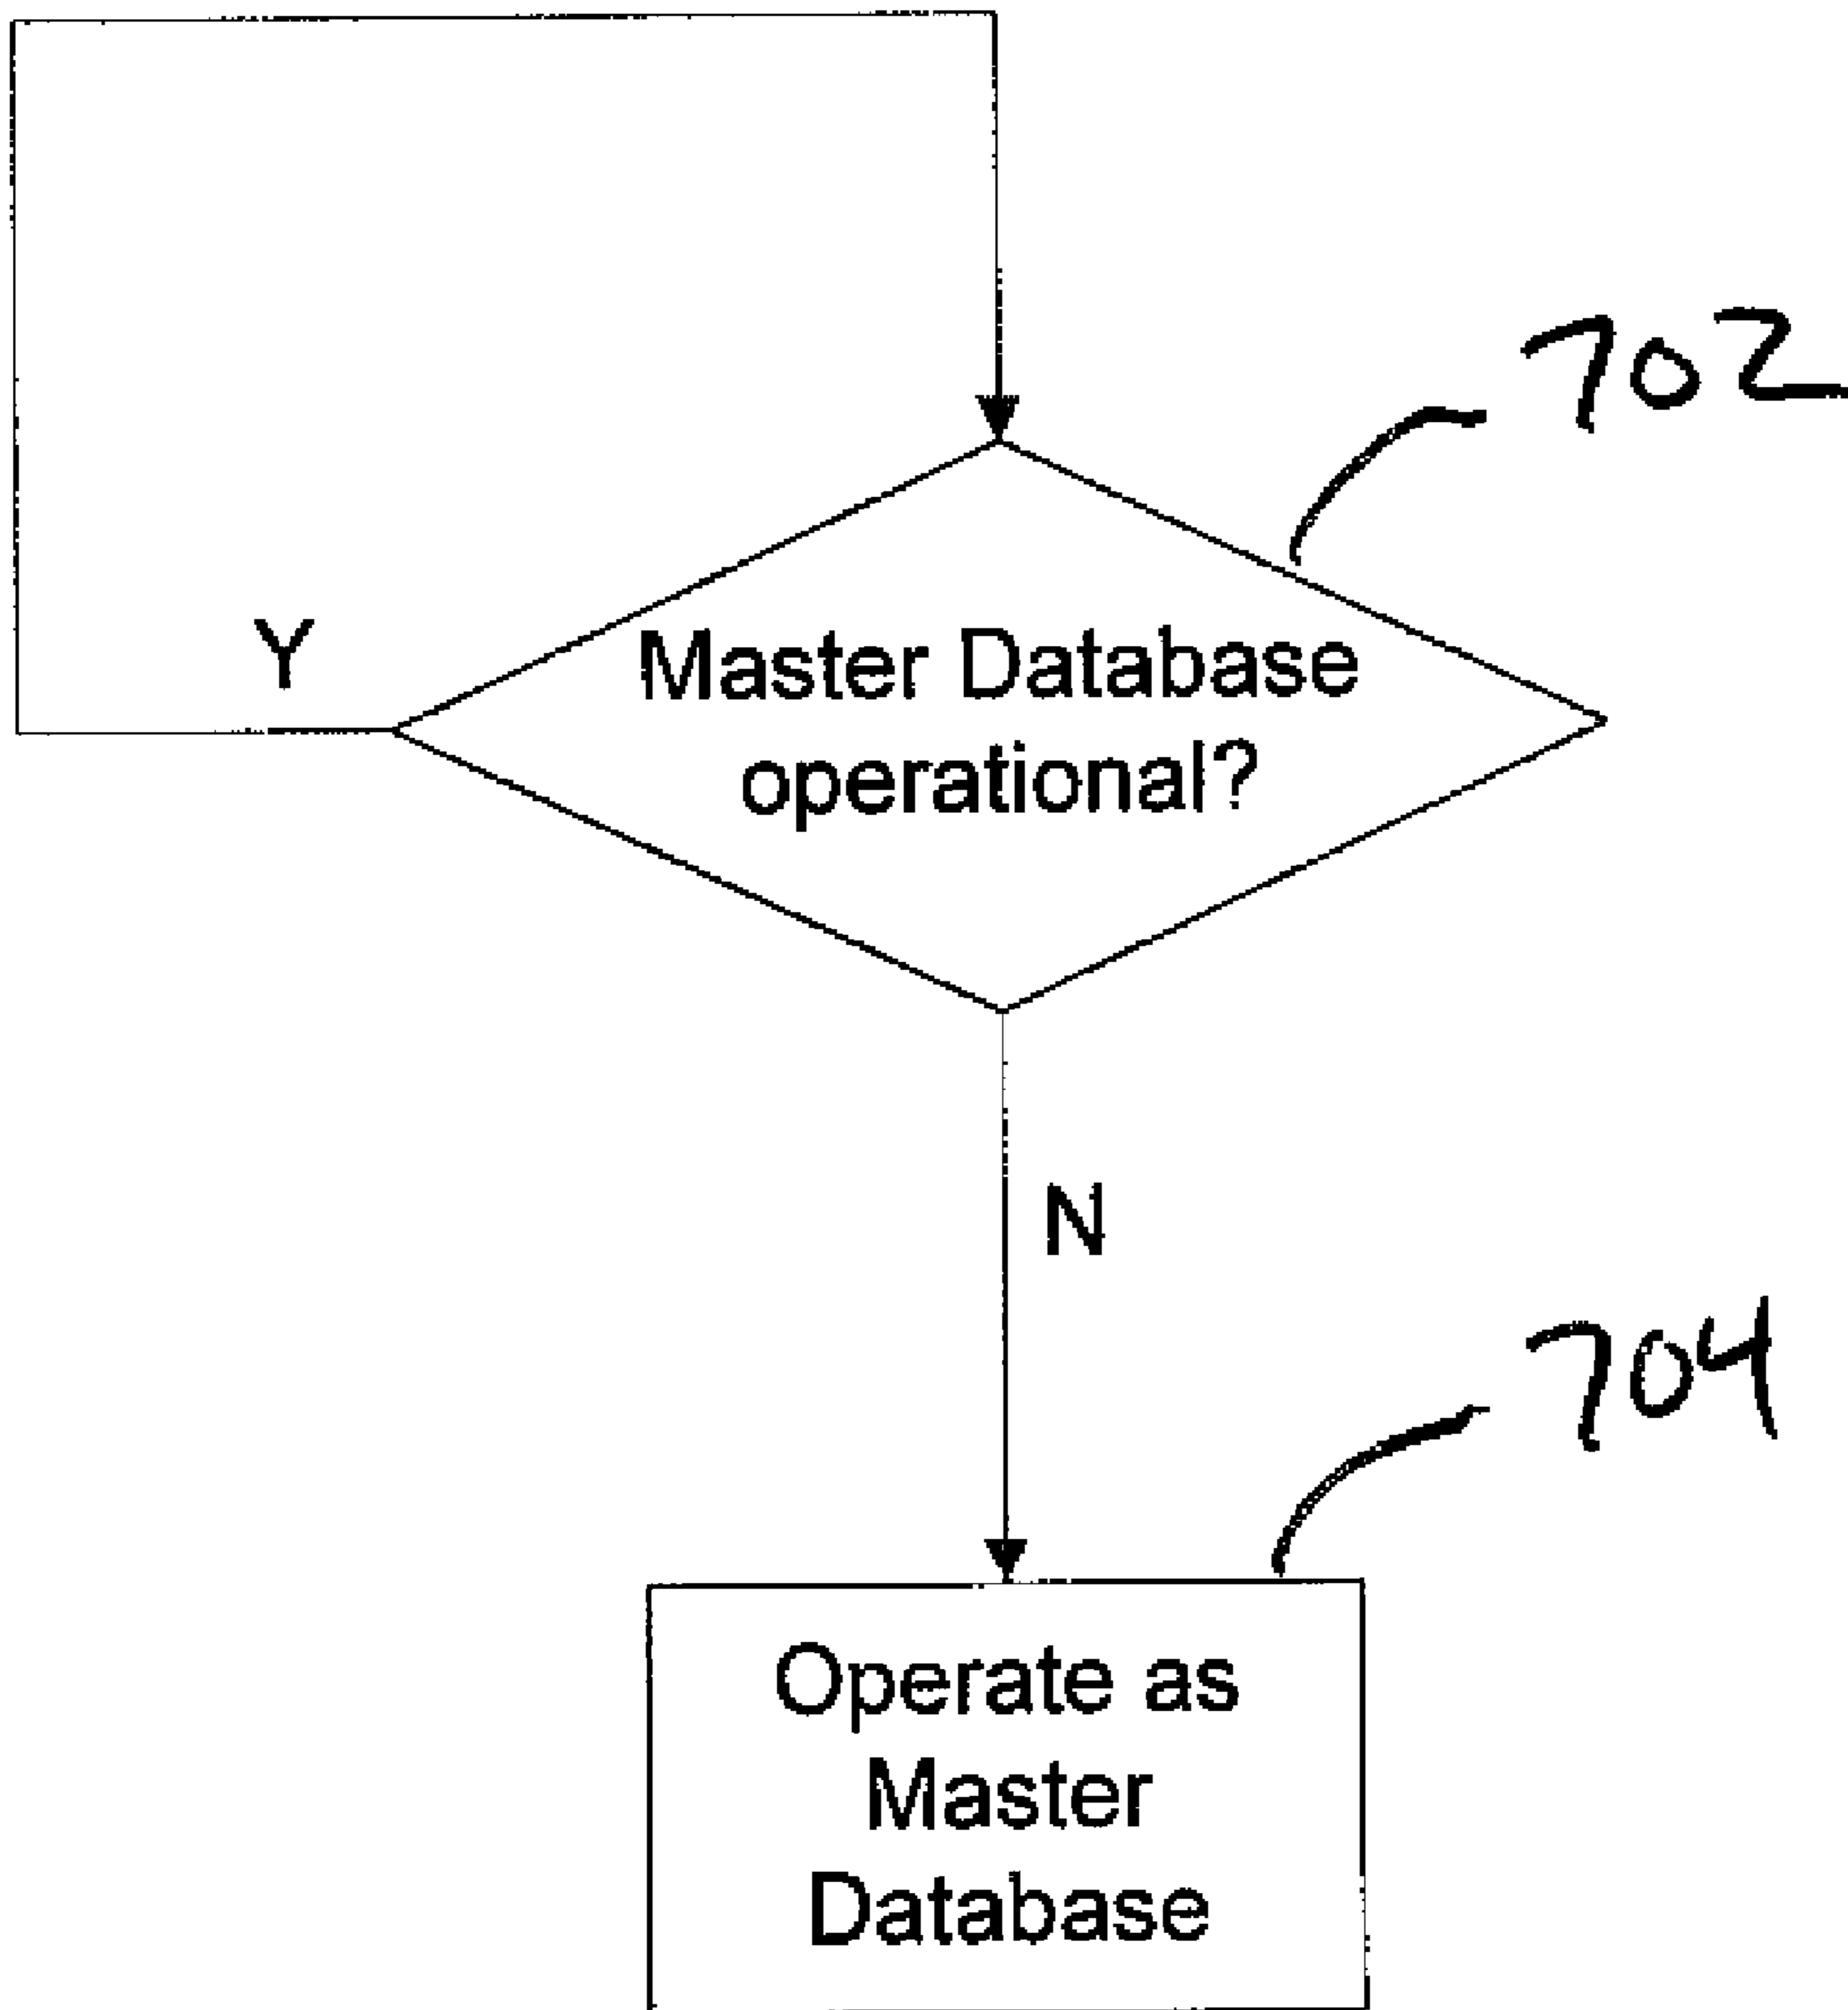 702
Y
Master Database
operational?
N
704
Operate as
Master
Database